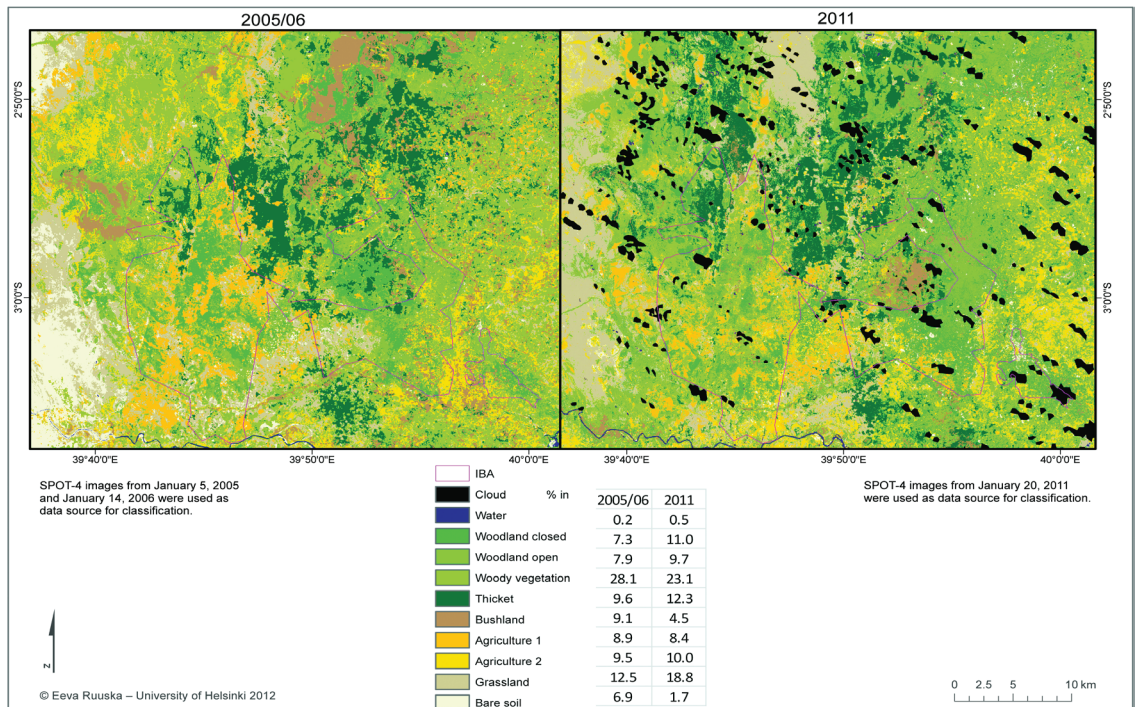 2005/06
2011
2°50'0"S
3°0'0"S
2°50'0"S
3°0'0"S
39°40'0"E
39°50'0"E
40°0'0"E
39°40'0"E
39°50'0"E
40°0'0"E
SPOT-4 images from January 5, 2005
and January 14, 2006 were used as
data source for classification.
SPOT-4 images from January 20, 2011
were used as data source for classification.
IBA
Cloud % in 2005/06 2011
Water 0.2 0.5
Woodland closed 7.3 11.0
Woodland open 7.9 9.7
Woody vegetation 28.1 23.1
Thicket 9.6 12.3
Bushland 9.1 4.5
Agriculture 1 8.9 8.4
Agriculture 2 9.5 10.0
Grassland 12.5 18.8
Bare soil 6.9 1.7
N
© Eeva Ruuska – University of Helsinki 2012
0 2.5 5 10 km